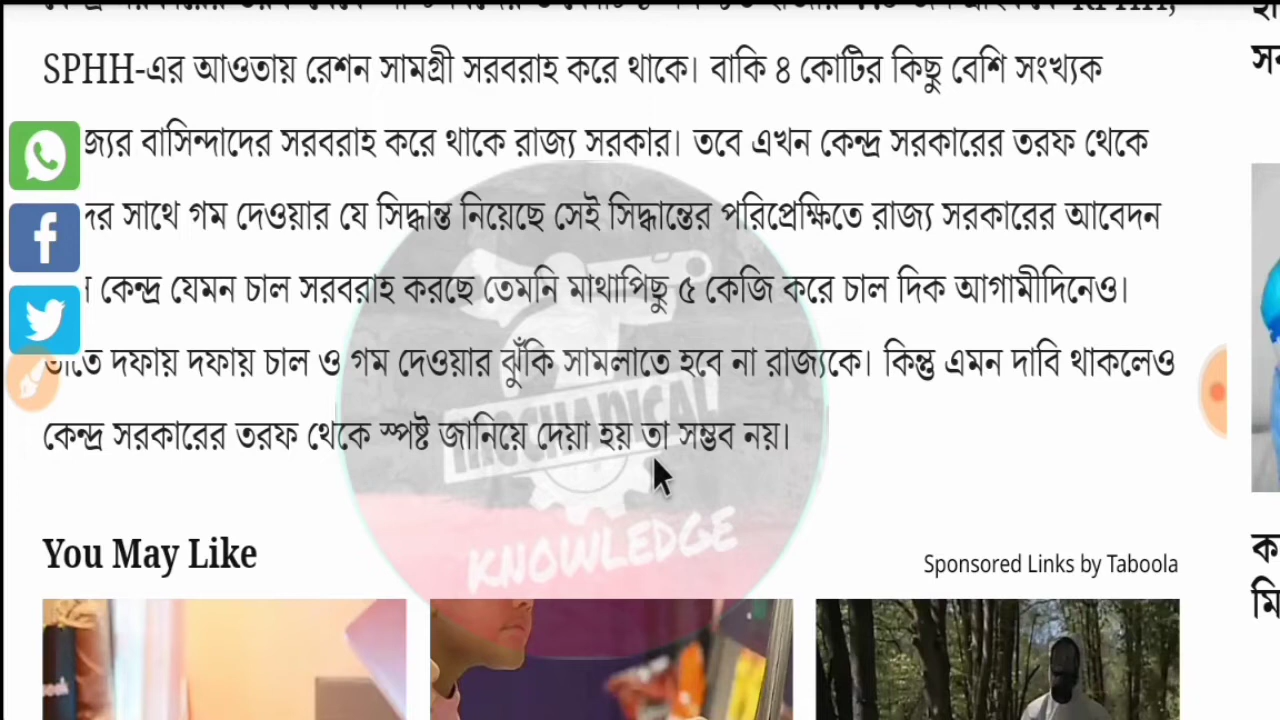 SPHH-এর আওতায় রেশন সামগ্রী সরবরাহ করে থাকে। বাকি ৪ কোটির কিছু বেশি সংখ্যক
বাসিন্দাদের সরবরাহ করে থাকে রাজ্য সরকার। তবে এখন কেন্দ্র সরকারের তরফ থেকে
সাথে গম দেওয়ার যে সিদ্ধান্ত নিয়েছে সেই সিদ্ধান্তের পরিপ্রেক্ষিতে রাজ্য সরকারের আবেদন
কেন্দ্র যেমন চাল সরবরাহ করছে তেমনি মাথাপিছু ৫ কেজি করে চাল দিক আগামীদিনেও।
দফায় দফায় চাল ও গম দেওয়ার ঝুঁকি সামলাতে হবে না রাজ্যকে। কিন্তু এমন দাবি থাকলেও
কেন্দ্র সরকারের তরফ থেকে স্পষ্ট জানিয়ে দেয়া হয় তা সম্ভব নয়।
KNOWLEDGE
You May Like
Sponsored Links by Taboola